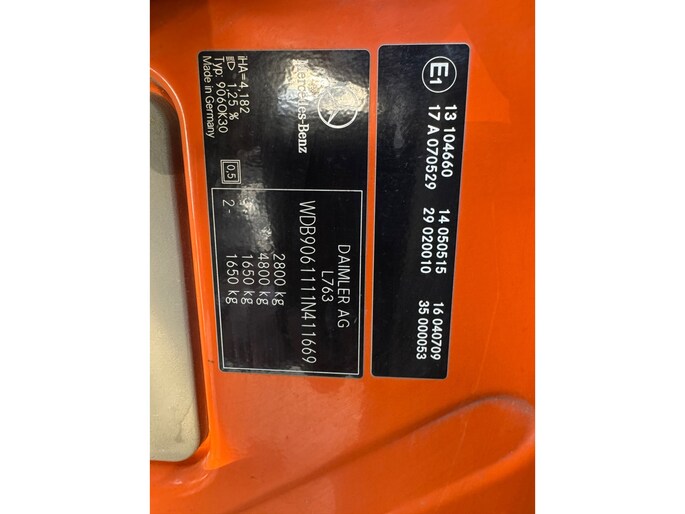 E1 13 104660 14 050515 16 040709
17 A 070529 29 020010 35 000053
Mercedes-Benz
DAIMLER AG
L763
WDB9061111N411669
2800 kg
4800 kg
1650 kg
2- 1650 kg
iHA=4,182
1,25 %
Typ: 906OK30
Made in Germany
0,5